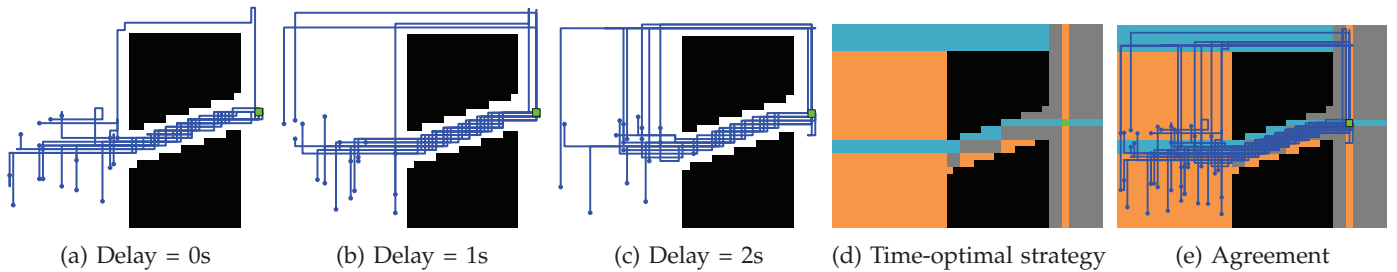 (a) Delay = 0s
(b) Delay = 1s
(c) Delay = 2s
(d) Time-optimal strategy
(e) Agreement